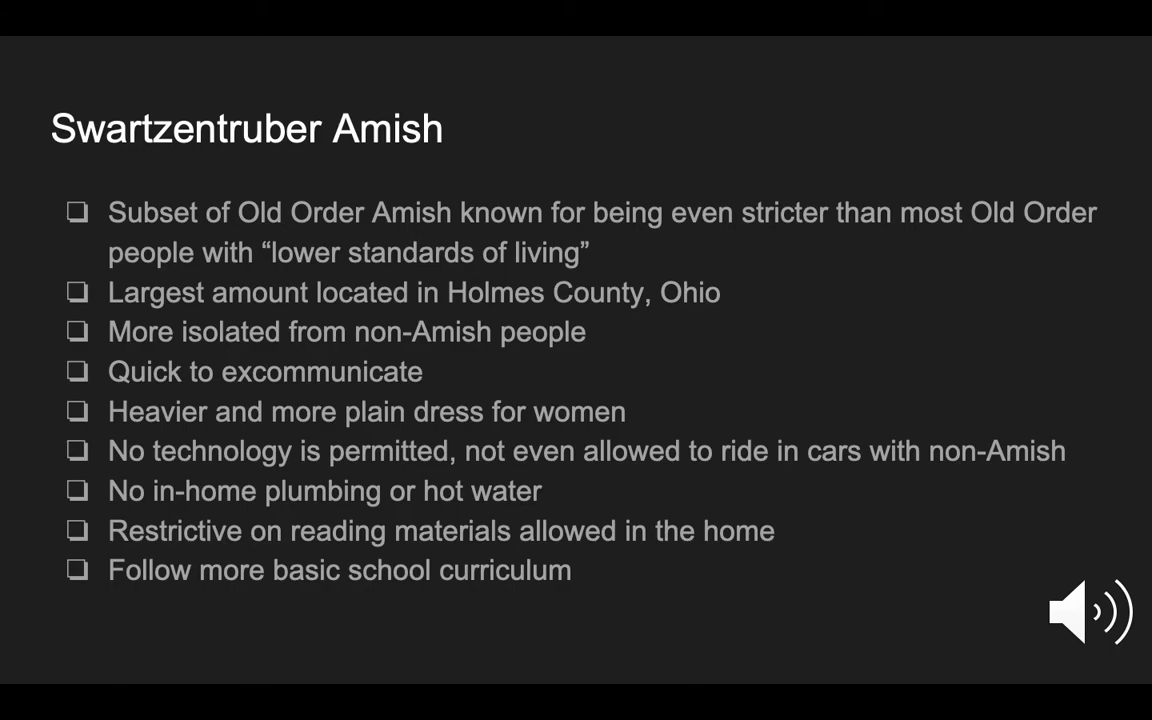 Swartzentruber Amish
❏ Subset of Old Order Amish known for being even stricter than most Old Order
people with “lower standards of living”
❏ Largest amount located in Holmes County, Ohio
❏ More isolated from non-Amish people
❏ Quick to excommunicate
❏ Heavier and more plain dress for women
❏ No technology is permitted, not even allowed to ride in cars with non-Amish
❏ No in-home plumbing or hot water
❏ Restrictive on reading materials allowed in the home
❏ Follow more basic school curriculum